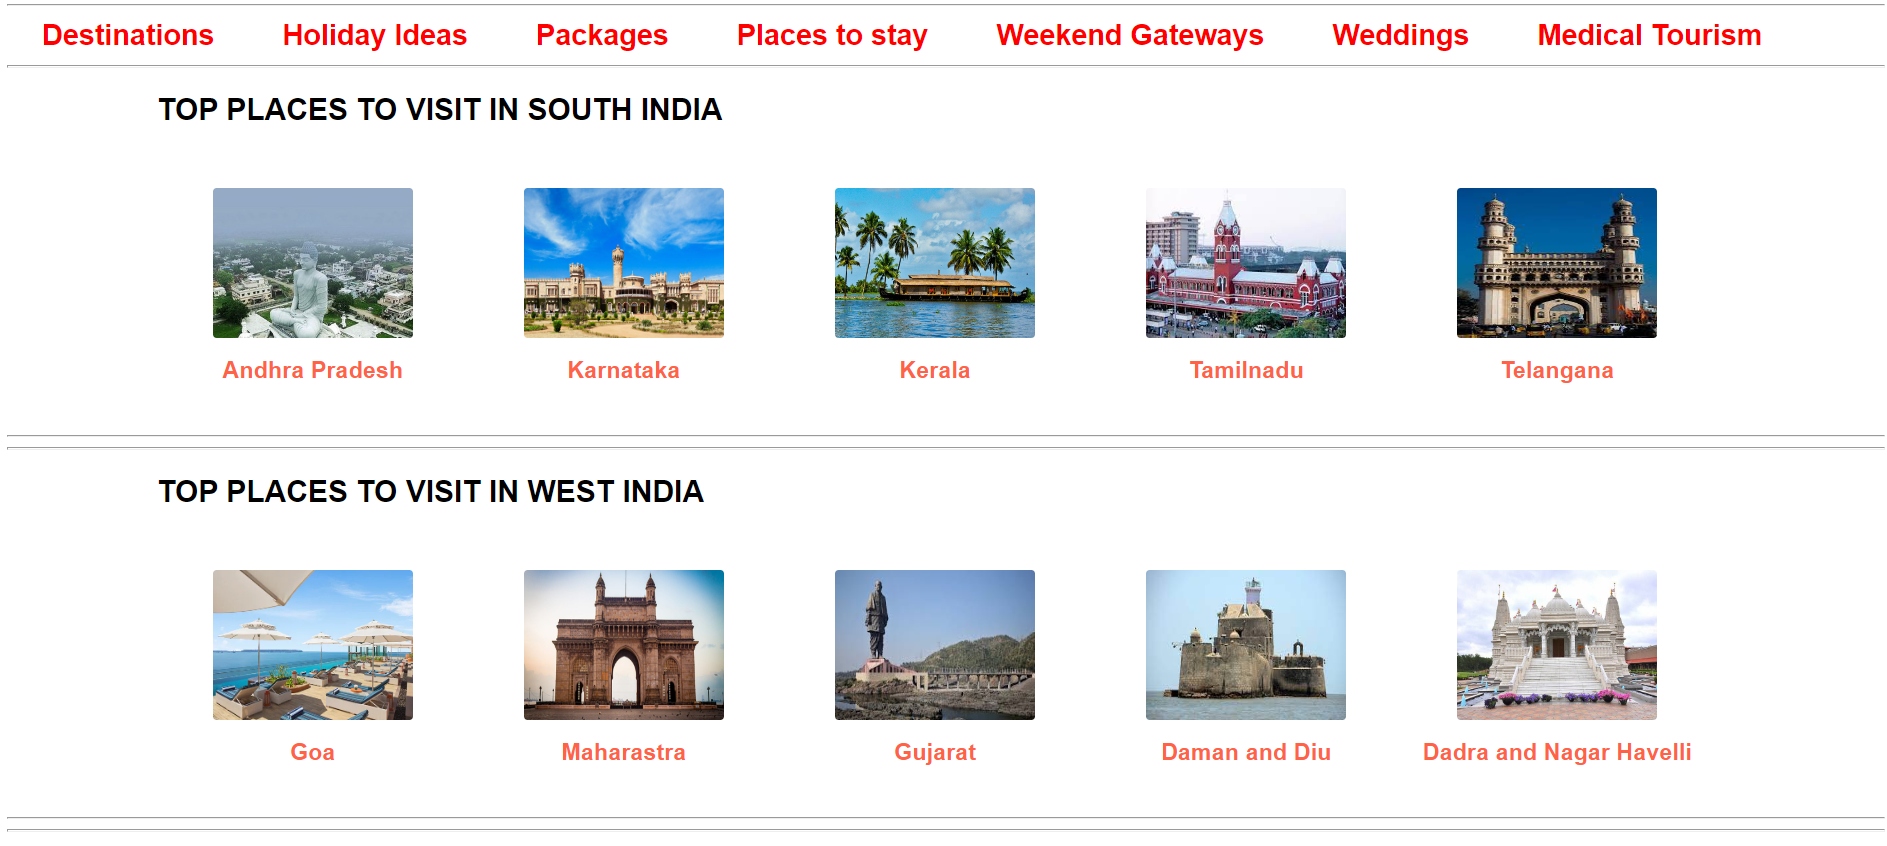 Destinations Holiday Ideas Packages Places to stay Weekend Gateways Weddings Medical Tourism
TOP PLACES TO VISIT IN SOUTH INDIA
Andhra Pradesh Karnataka Kerala Tamilnadu Telangana
TOP PLACES TO VISIT IN WEST INDIA
Goa Maharastra Gujarat Daman and Diu Dadra and Nagar Havelli